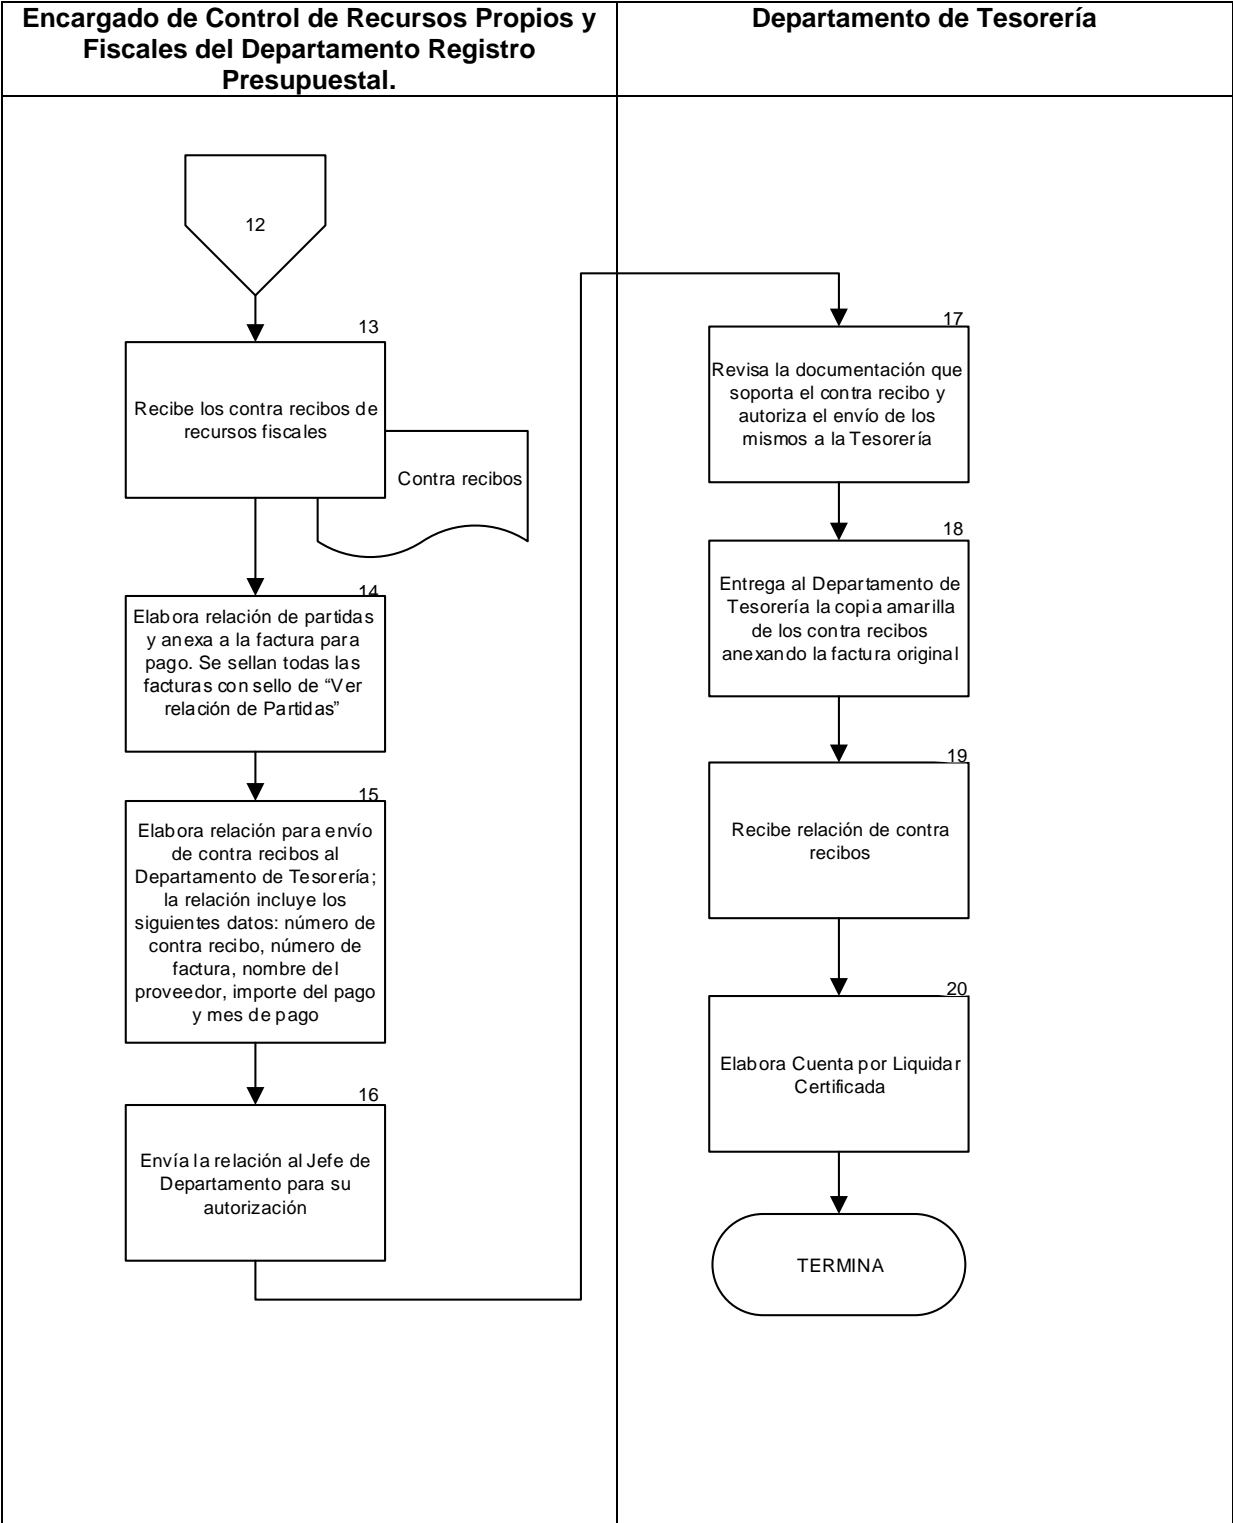 Encargado de Control de Recursos Propios y
Fiscales del Departamento Registro
Presupuestal.
Departamento de Tesorería
12
13
Recibe los contra recibos de
recursos fiscales
Contra recibos
14
Elabora relación de partidas
y anexa a la factura para
pago. Se sellan todas las
facturas con sello de “Ver
relación de Partidas”
15
Elabora relación para envío
de contra recibos al
Departamento de Tesorería;
la relación incluye los
siguientes datos: número de
contra recibo, número de
factura, nombre del
proveedor, importe del pago
y mes de pago
16
Envía la relación al Jefe de
Departamento para su
autorización
17
Revisa la documentación que
soporta el contra recibo y
autoriza el envío de los
mismos a la Tesorería
18
Entrega al Departamento de
Tesorería la copia amarilla
de los contra recibos
anexando la factura original
19
Recibe relación de contra
recibos
20
Elabora Cuenta por Liquidar
Certificada
TERMINA